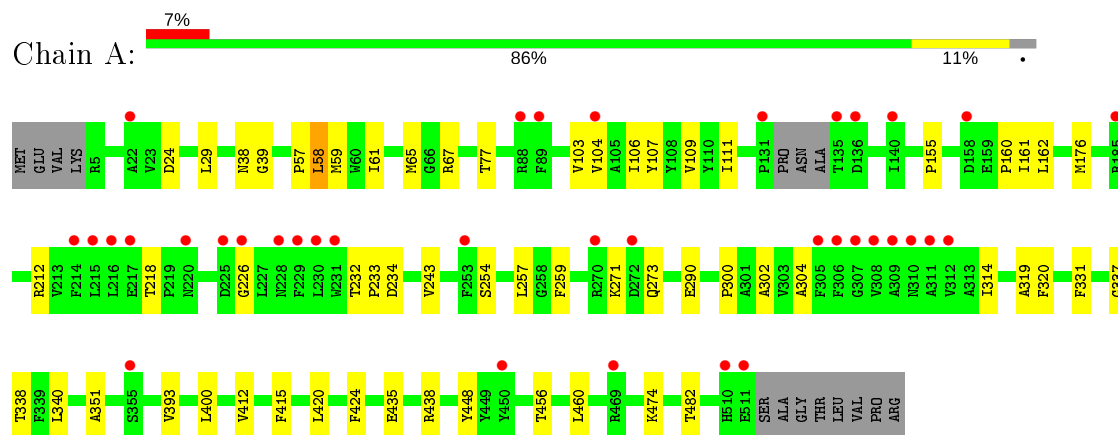 7%
Chain A:
86% 11% •
MET GLU VAL LYS R5 A22 V23 D24 L29 N38 G39 P57 L58 M59 W60 I61 M65 G66 R67 T77 R88 F89 V103 V104 A105 I106 Y107 Y108 V109 Y110 I111 P131 PRO ASN ALA T135 D136 I140 P155 D158 E159 P160 I161 L162 M176 R185
R212 V213 F214 L215 L216 E217 T218 P219 N220 D225 G226 L227 N228 F229 L230 W231 T232 P233 D234 V243 F253 S254 L257 G258 F259 R270 K271 D272 Q273 E290 P300 A301 A302 V303 A304 F305 F306 G307 V308 A309 N310 A311 V312 A313 I314 A319 F320 F331 G337
T338 F339 L340 A351 S355 V393 L400 V412 F415 L420 F424 E435 R438 Y448 Y449 Y450 T456 L460 R469 K474 T482 H510 E511 SER ALA GLY THR LEU VAL PRO ARG